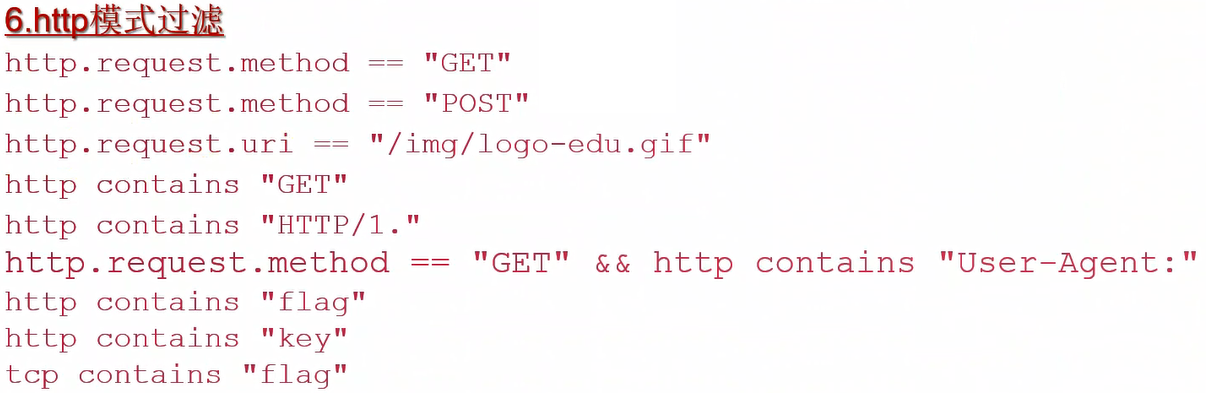 6.http模式过滤
http.request.method == "GET"
http.request.method == "POST"
http.request.uri == "/img/logo-edu.gif"
http contains "GET"
http contains "HTTP/1."
http.request.method == "GET" && http contains "User-Agent:"
http contains "flag"
http contains "key"
tcp contains "flag"